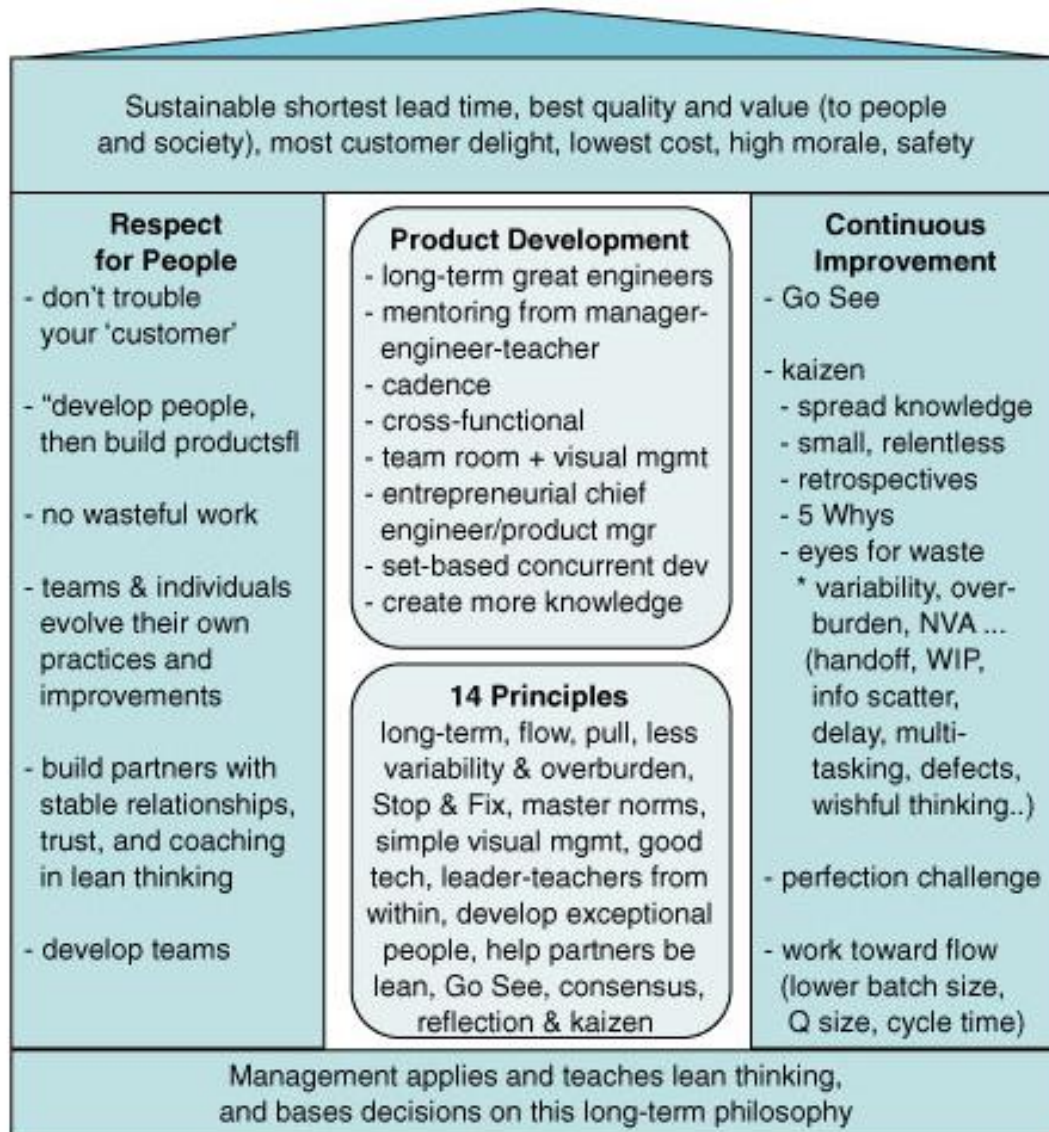 Sustainable shortest lead time, best quality and value (to people
and society), most customer delight, lowest cost, high morale, safety
Respect
for People
- don't trouble
your ‘customer’
- "develop people,
then build productsfl
- no wasteful work
- teams & individuals
evolve their own
practices and
improvements
- build partners with
stable relationships,
trust, and coaching
in lean thinking
- develop teams
Product Development
- long-term great engineers
- mentoring from manager-
engineer-teacher
- cadence
- cross-functional
- team room + visual mgmt
- entrepreneurial chief
engineer/product mgr
- set-based concurrent dev
- create more knowledge
14 Principles
long-term, flow, pull, less
variability & overburden,
Stop & Fix, master norms,
simple visual mgmt, good
tech, leader-teachers from
within, develop exceptional
people, help partners be
lean, Go See, consensus,
reflection & kaizen
Continuous
Improvement
- Go See
- kaizen
- spread knowledge
- small, relentless
- retrospectives
- 5 Whys
- eyes for waste
* variability, over-
burden, NVA ...
(handoff, WIP,
info scatter,
delay, multi-
tasking, defects,
wishful thinking..)
- perfection challenge
- work toward flow
(lower batch size,
Q size, cycle time)
Management applies and teaches lean thinking,
and bases decisions on this long-term philosophy